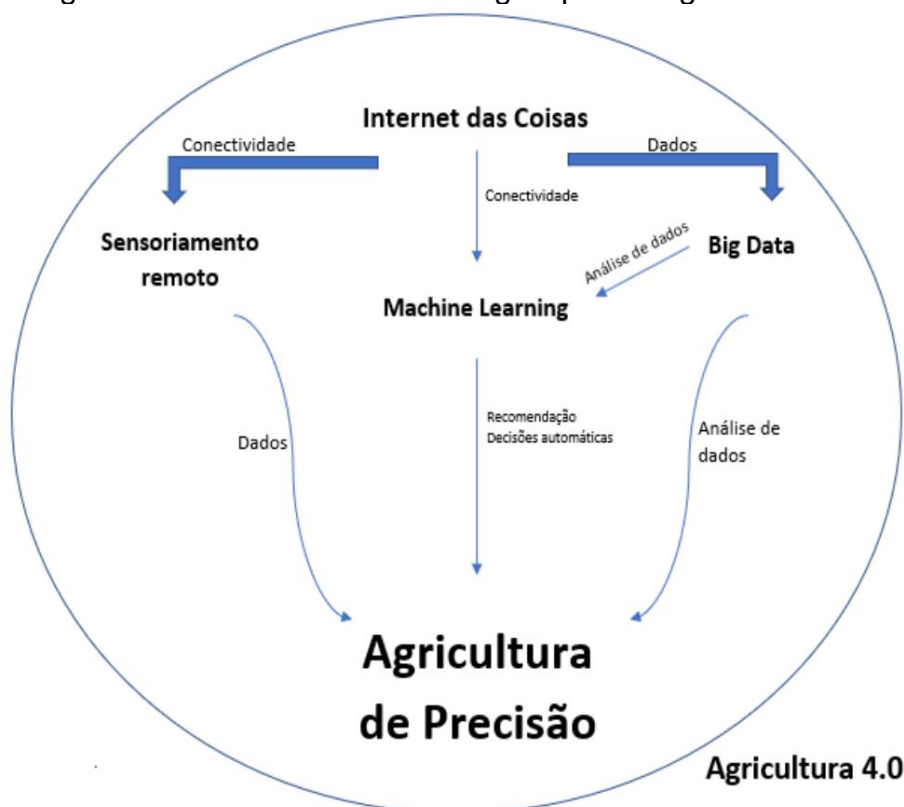 Internet das Coisas
Conectividade
Dados
Conectividade
Sensoriamento
remoto
Análise de dados
Big Data
Machine Learning
Recomendação
Decisões automáticas
Dados
Análise de
dados
Agricultura
de Precisão
Agricultura 4.0